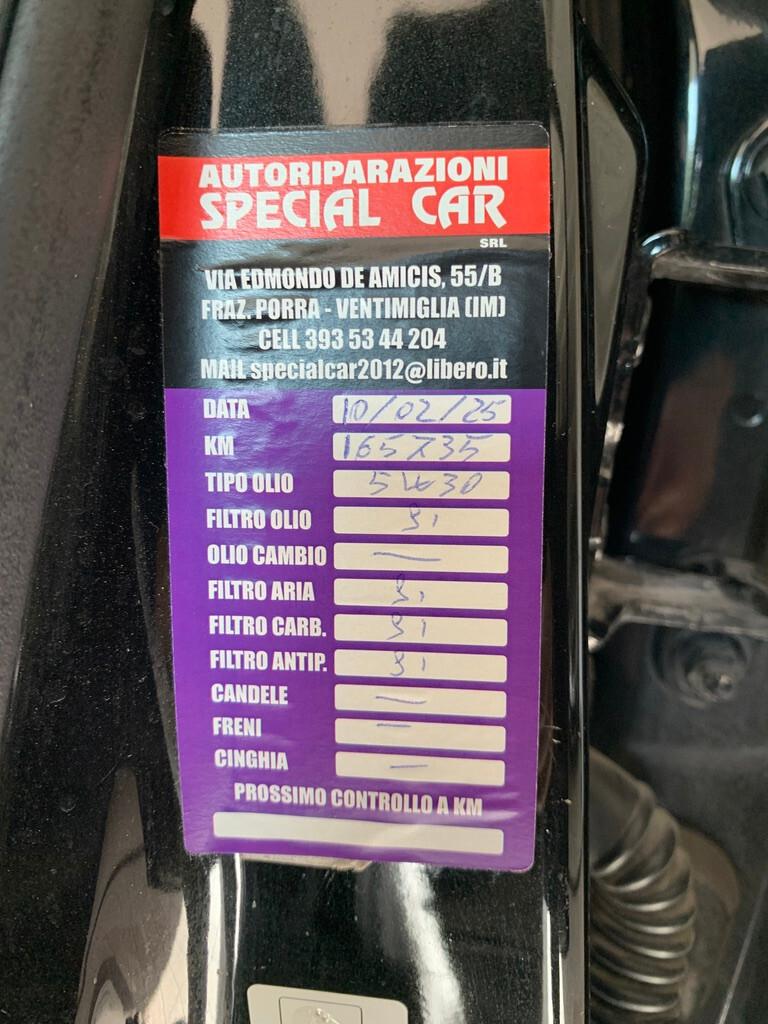 AUTORIPARAZIONI
SPECIAL CAR
SRL
VIA EDMONDO DE AMICIS, 55/B
FRAZ. PORRA - VENTIMIGLIA (IM)
CELL 393 53 44 204
MAIL specialcar2012@libero.it
DATA 10/02/25
KM 165735
TIPO OLIO 5W30
FILTRO OLIO Si
OLIO CAMBIO —
FILTRO ARIA Si
FILTRO CARB. Si
FILTRO ANTIP. Si
CANDELE —
FRENI —
CINGHIA —
PROSSIMO CONTROLLO A KM